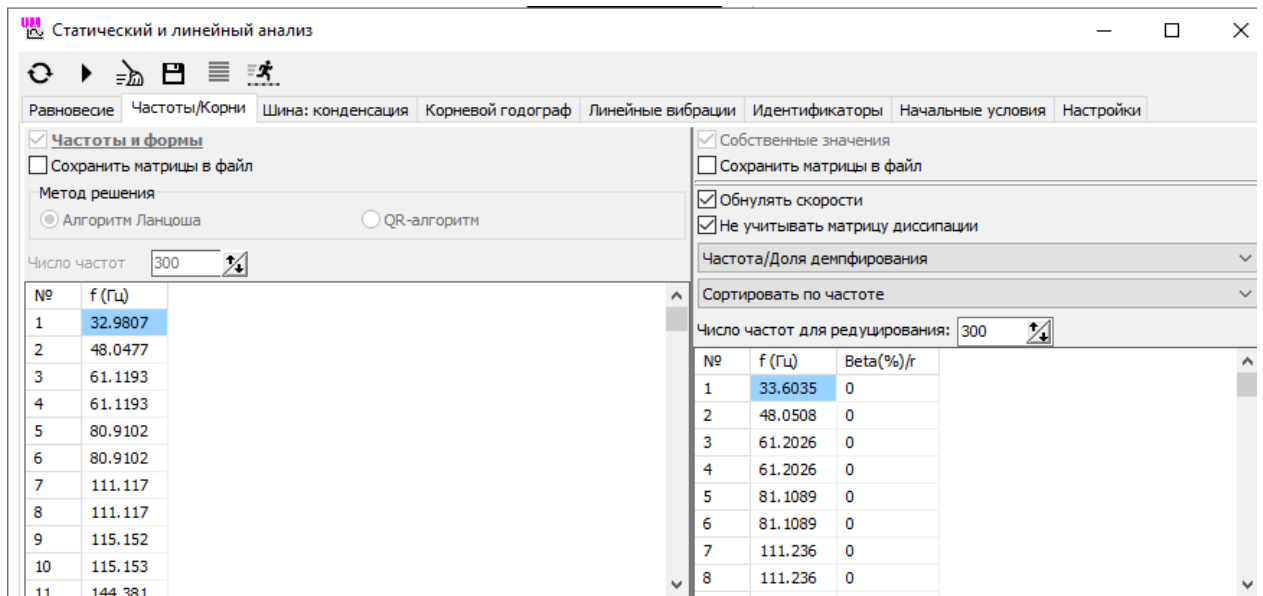 UM Статический и линейный анализ
Равновесие Частоты/Корни Шина: конденсация Корневой годограф Линейные вибрации Идентификаторы Начальные условия Настройки
Частоты и формы
Сохранить матрицы в файл
Метод решения
Алгоритм Ланцоша QR-алгоритм
Число частот 300
№ f (Гц)
1 32.9807
2 48.0477
3 61.1193
4 61.1193
5 80.9102
6 80.9102
7 111.117
8 111.117
9 115.152
10 115.153
11 144.381
Собственные значения
Сохранить матрицы в файл
Обнулять скорости
Не учитывать матрицу диссипации
Частота/Доля демпфирования
Сортировать по частоте
Число частот для редуцирования: 300
№ f (Гц) Beta(%)/r
1 33.6035 0
2 48.0508 0
3 61.2026 0
4 61.2026 0
5 81.1089 0
6 81.1089 0
7 111.236 0
8 111.236 0